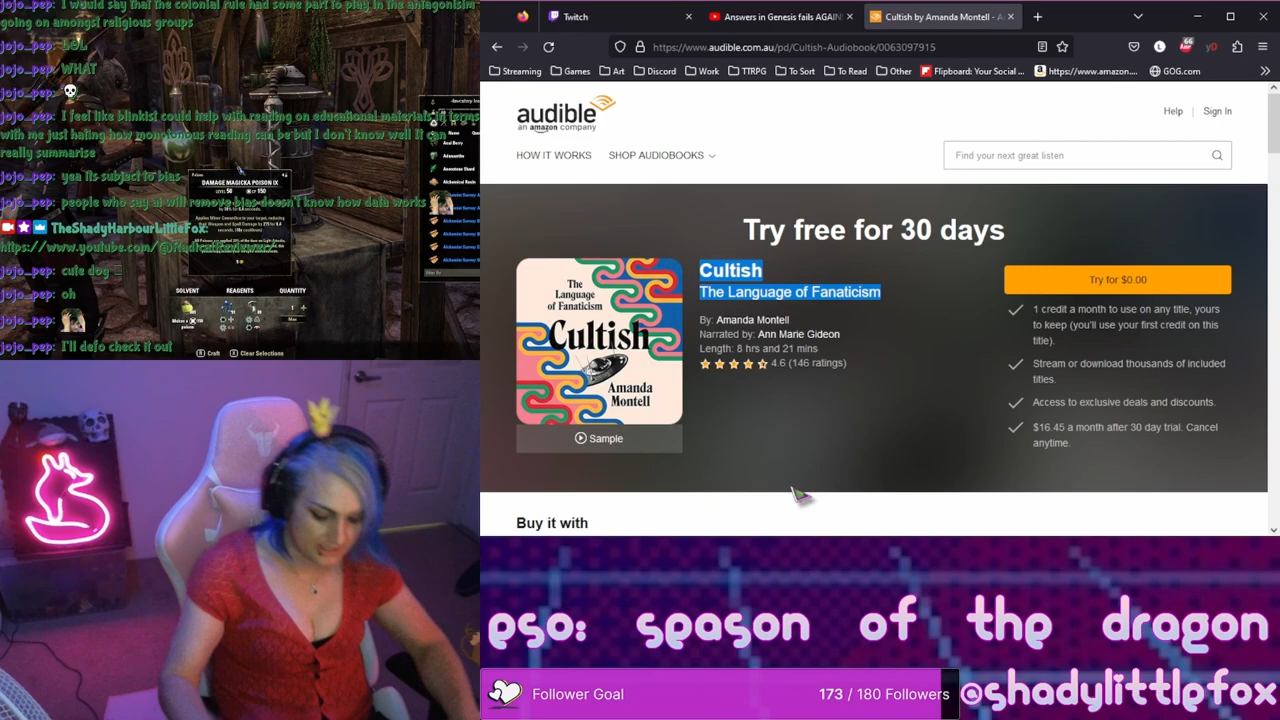 jojo_pep: I would say that the colonial rule had some part to play in the antagonism
going on amongst religious groups
jojo_pep: LOL
jojo_pep: WHAT
jojo_pep:
jojo_pep: I feel like blinkist could help with reading on educational materials in terms
with me just hating how monotonous reading can be but I don't know well it can
really summarise
jojo_pep: yea its subject to bias
jojo_pep: people who say ai will remove bias doesn't know how data works
TheShadyHarbourLittleFox:
jojo_pep: cute dog
jojo_pep: oh
jojo_pep:
jojo_pep: I'll defo check it out
DAMAGE MAGICKA POISON IX
LEVEL 50 CP 150
SOLVENT REAGENTS QUANTITY
Craft Clear Selections
Twitch
Answers in Genesis fails AGAIN
Cultish by Amanda Montell - A
https://www.audible.com.au/pd/Cultish-Audiobook/0063097915
66
Streaming Games Art Discord Work TTRPG To Sort To Read Other Flipboard: Your Social ... https://www.amazon... GOG.com
audible
an amazon company
Help Sign In
HOW IT WORKS SHOP AUDIOBOOKS
Find your next great listen
Try free for 30 days
The
Language
of Fanaticism
Cultish
Amanda
Montell
Sample
Cultish
The Language of Fanaticism
By: Amanda Montell
Narrated by: Ann Marie Gideon
Length: 8 hrs and 21 mins
4.6 (146 ratings)
Try for $0.00
1 credit a month to use on any title, yours
to keep (you'll use your first credit on this
title).
Stream or download thousands of included
titles.
Access to exclusive deals and discounts.
$16.45 a month after 30 day trial. Cancel
anytime.
Buy it with
eso: season of the dragon
Follower Goal 173 / 180 Followers
@shadylittlefox